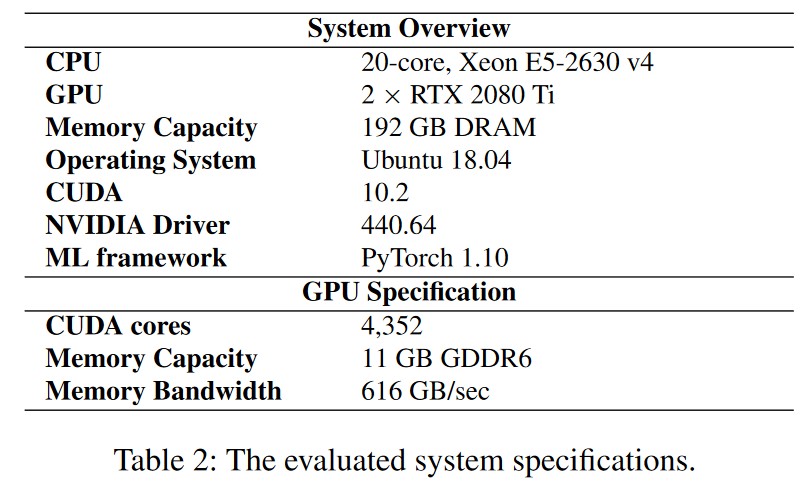 System Overview
CPU 20-core, Xeon E5-2630 v4
GPU 2 × RTX 2080 Ti
Memory Capacity 192 GB DRAM
Operating System Ubuntu 18.04
CUDA 10.2
NVIDIA Driver 440.64
ML framework PyTorch 1.10
GPU Specification
CUDA cores 4,352
Memory Capacity 11 GB GDDR6
Memory Bandwidth 616 GB/sec
Table 2: The evaluated system specifications.